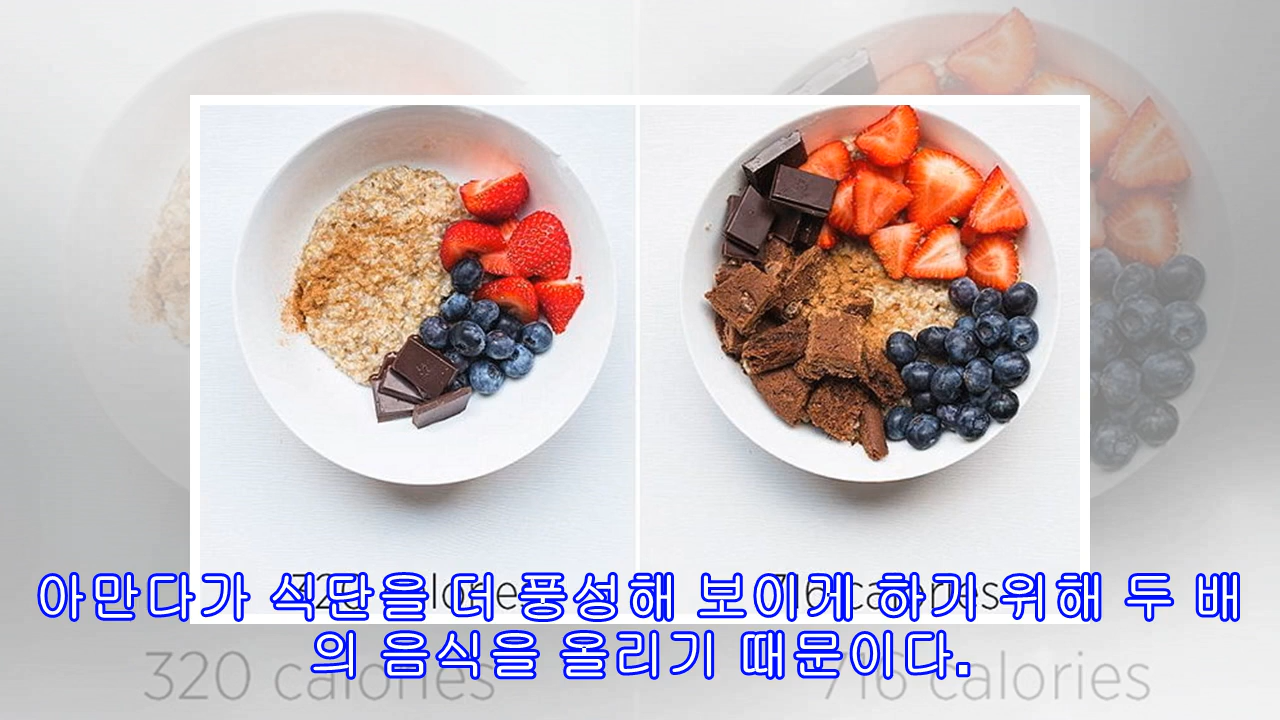 아만다가 식단을 더 풍성해 보이게 하기 위해 두 배
의 음식을 올리기 때문이다.
320 calories
716 calories